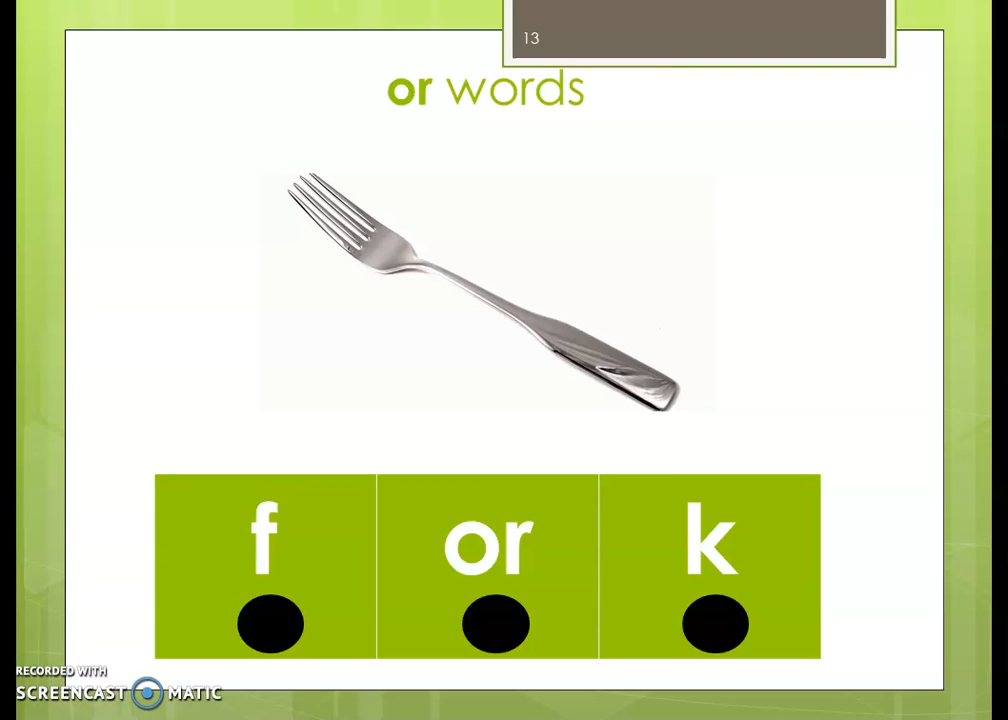 13
or words
f or k
RECORDED WITH
SCREENCAST MATIC